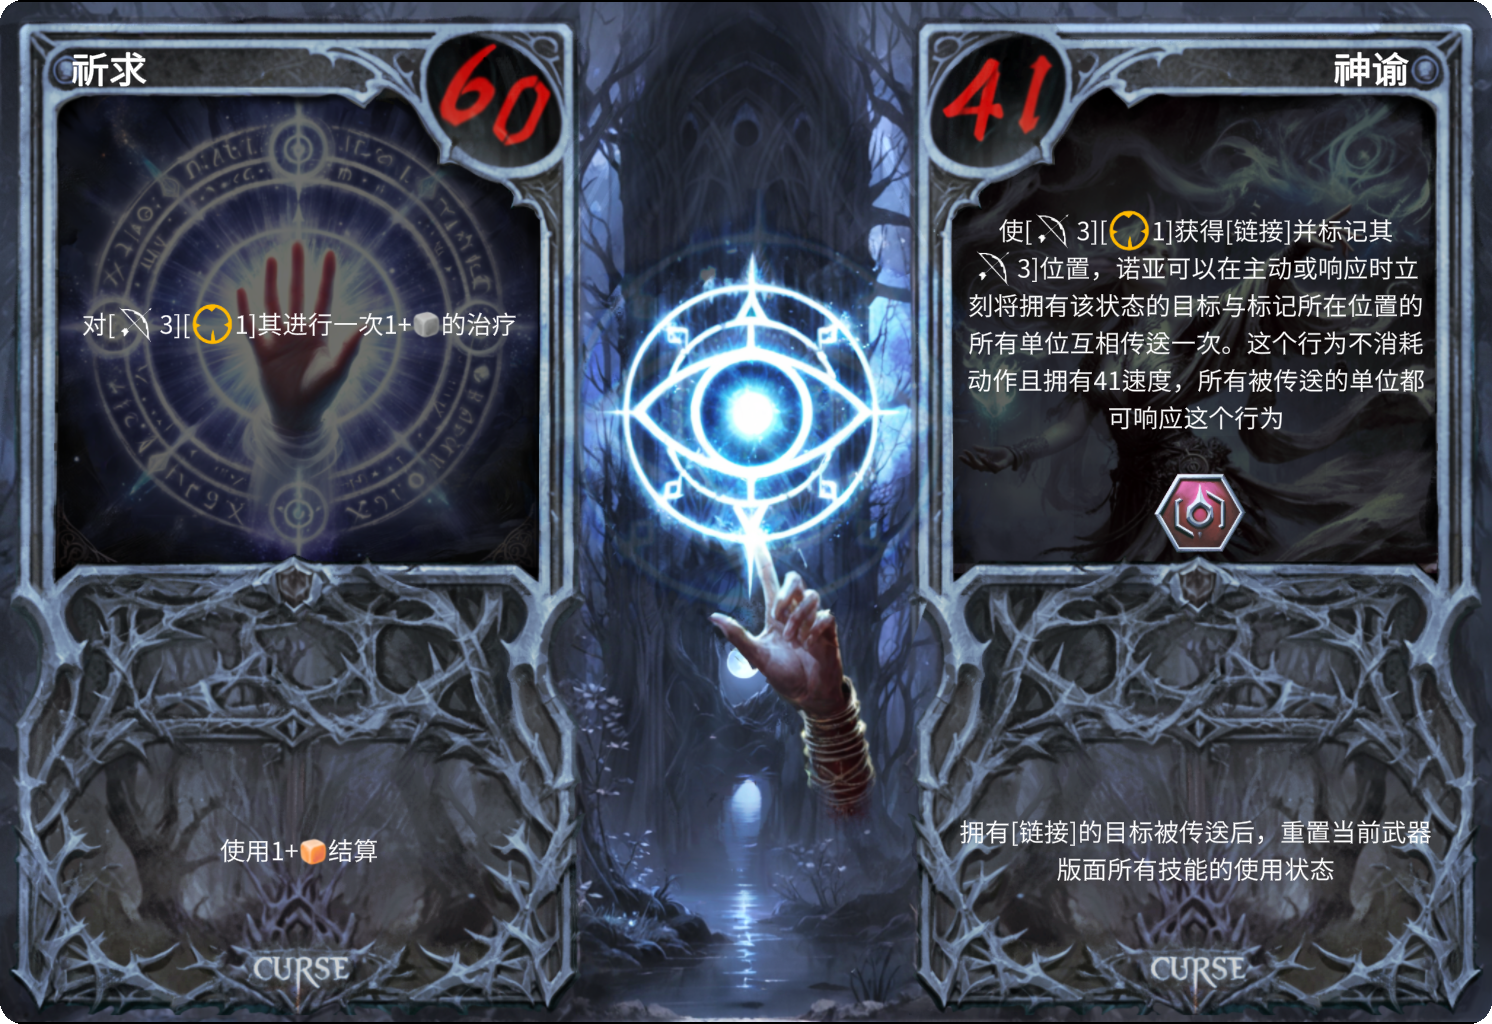 祈求
60
对[3][1]其进行一次1+的治疗
使用1+结算
CURSE
41
神谕
使[3][1]获得[链接]并标记其
3]位置，诺亚可以在主动或响应时立
刻将拥有该状态的目标与标记所在位置的
所有单位互相传送一次。这个行为不消耗
动作且拥有41速度，所有被传送的单位都
可响应这个行为
拥有[链接]的目标被传送后，重置当前武器
版面所有技能的使用状态
CURSE